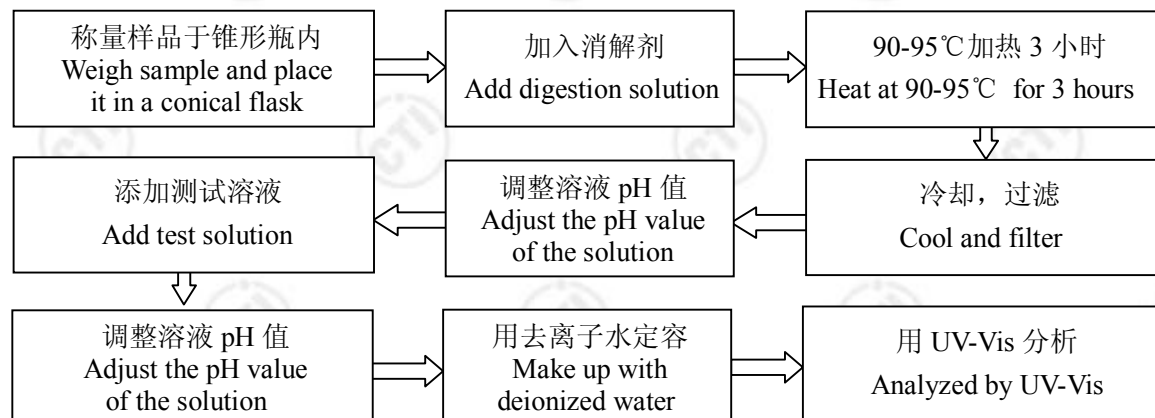 称量样品于锥形瓶内
Weigh sample and place
it in a conical flask
加入消解剂
Add digestion solution
90-95℃加热 3 小时
Heat at 90-95℃ for 3 hours
冷却，过滤
Cool and filter
调整溶液 pH 值
Adjust the pH value
of the solution
添加测试溶液
Add test solution
调整溶液 pH 值
Adjust the pH value
of the solution
用去离子水定容
Make up with
deionized water
用 UV-Vis 分析
Analyzed by UV-Vis
CTI
CTI
CTI